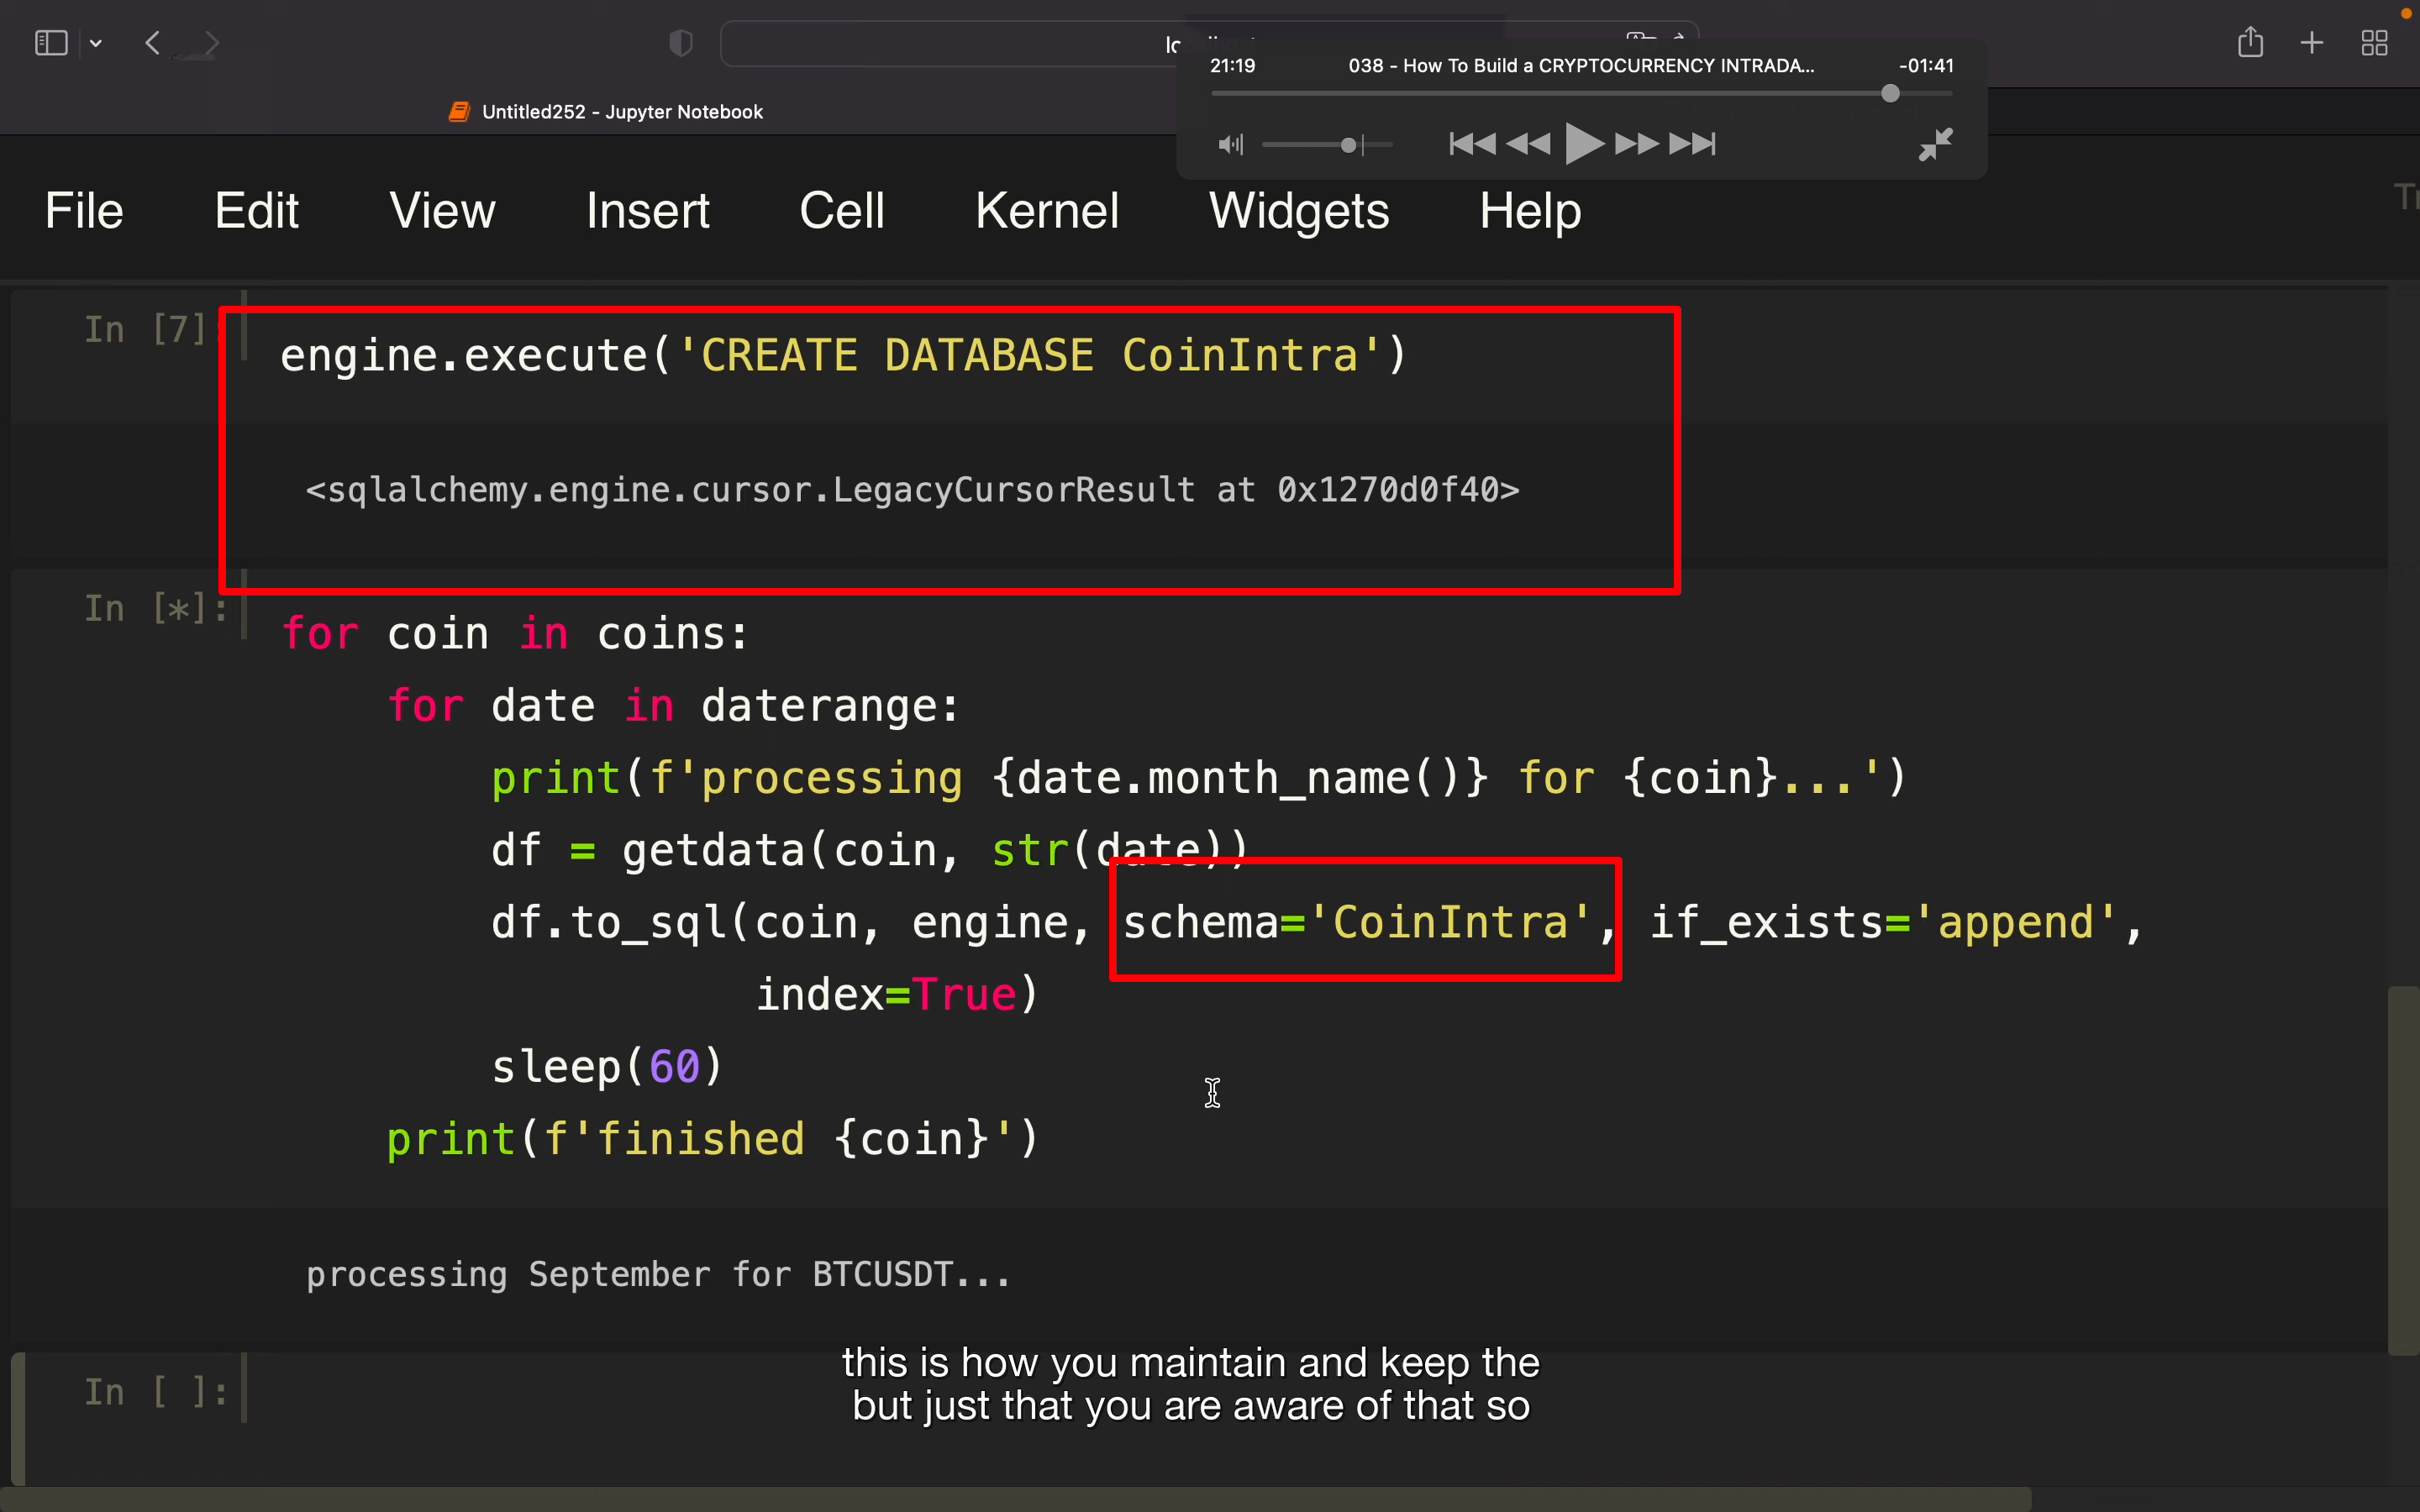 21:19 038 - How To Build a CRYPTOCURRENCY INTRADA... -01:41
Untitled252 - Jupyter Notebook
File Edit View Insert Cell Kernel Widgets Help
In [7]:
engine.execute('CREATE DATABASE CoinIntra')
<sqlalchemy.engine.cursor.LegacyCursorResult at 0x1270d0f40>
In [*]:
for coin in coins:
    for date in daterange:
        print(f'processing {date.month_name()} for {coin}...')
        df = getdata(coin, str(date))
        df.to_sql(coin, engine, schema='CoinIntra', if_exists='append',
                  index=True)
        sleep(60)
    print(f'finished {coin}')
processing September for BTCUSDT...
this is how you maintain and keep the
but just that you are aware of that so
In [ ]: